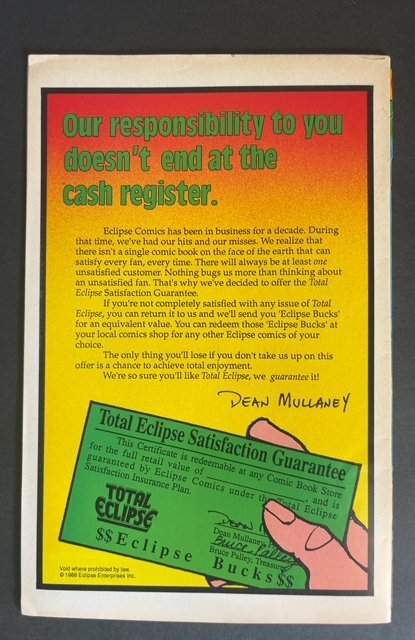 Our responsibility to you
doesn't end at the
cash register.
Eclipse Comics has been in business for a decade. During
that time, we've had our hits and our misses. We realize that
there isn't a single comic book on the face of the earth that can
satisfy every fan, every time. There will always be at least one
unsatisfied customer. Nothing bugs us more than thinking about
an unsatisfied fan. That's why we've decided to offer the Total
Eclipse Satisfaction Guarantee.
If you're not completely satisfied with any issue of Total
Eclipse, you can return it to us and we'll send you 'Eclipse Bucks'
for an equivalent value. You can redeem those 'Eclipse Bucks' at
your local comics shop for any other Eclipse comics of your
choice.
The only thing you'll lose if you don't take us up on this
offer is a chance to achieve total enjoyment.
We're so sure you'll like Total Eclipse, we guarantee it!
DEAN MULLANEY
Total Eclipse Satisfaction Guarantee
This Certificate is redeemable at any Comic Book Store
for the full retail value of , and is
guaranteed by Eclipse Comics under the Total Eclipse
Satisfaction Insurance Plan.
TOTAL
ECLIPSE
Dean Mullaney
Bruce Palley
Bruce Palley, Treasurer
$$Eclipse Bucks$$
Void where prohibited by law.
© 1988 Eclipse Enterprises Inc.